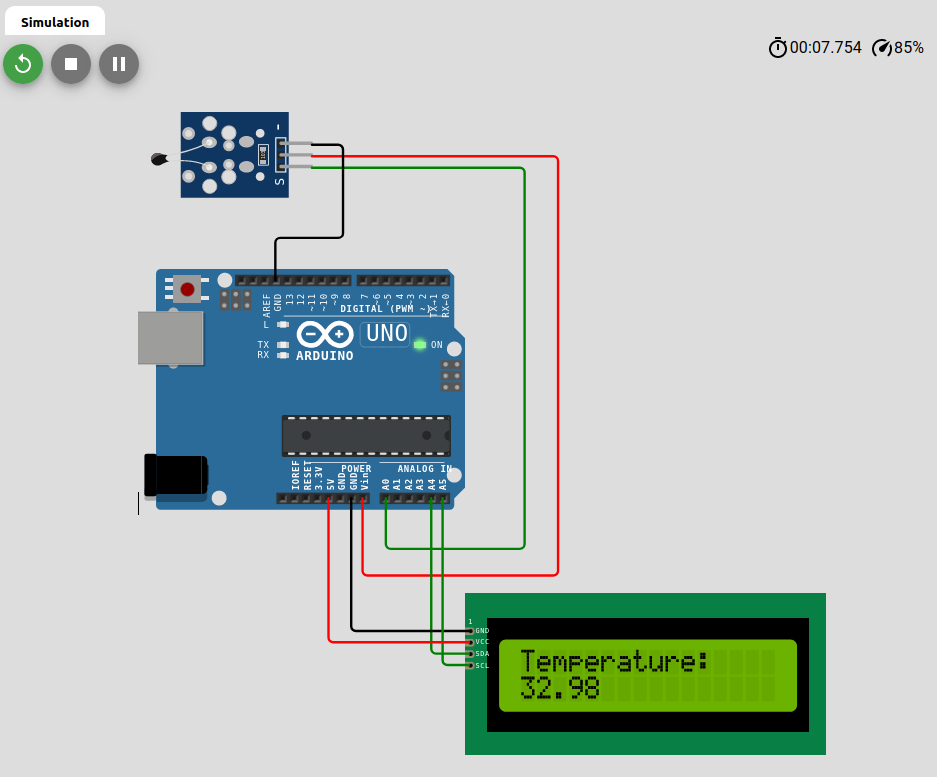 Simulation
00:07.754 85%
-
S
AREF
GND
13
12
~11
~10
~9
8
7
~6
~5
4
~3
2
TX→1
RX←0
DIGITAL (PWM ~)
L
UNO
TX
RX
ON
ARDUINO
POWER
ANALOG IN
IOREF
RESET
3.3V
5V
GND
GND
Vin
A0
A1
A2
A3
A4
A5
1
GND
VCC
SDA
SCL
Temperature:
32.98